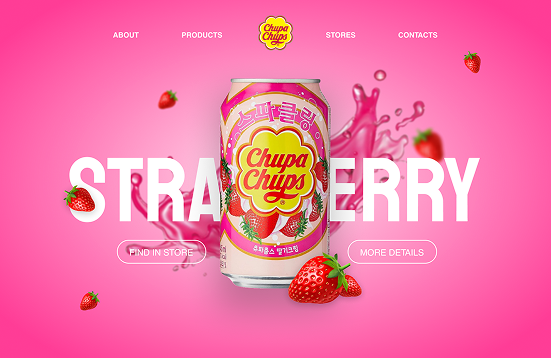 ABOUT
PRODUCTS
Chupa
Chups
STORES
CONTACTS
스파클링
Chupa
Chups
®
STRA
ERRY
FIND IN STORE
MORE DETAILS
츄파춥스 딸기크림